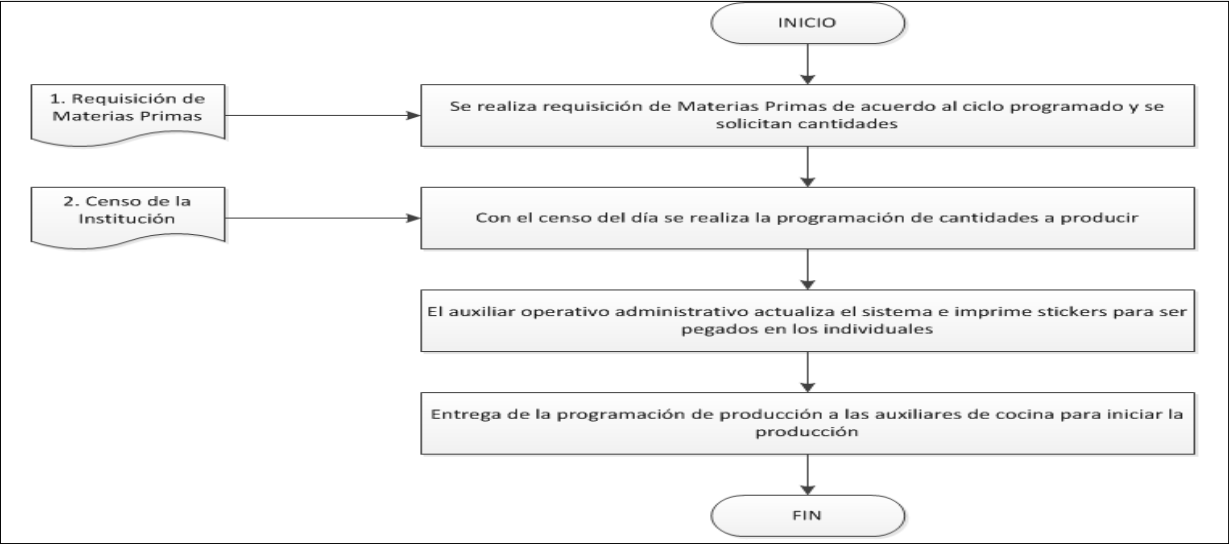 INICIO
1. Requisición de
Materias Primas
Se realiza requisición de Materias Primas de acuerdo al ciclo programado y se
solicitan cantidades
2. Censo de la
Institución
Con el censo del día se realiza la programación de cantidades a producir
El auxiliar operativo administrativo actualiza el sistema e imprime stickers para ser
pegados en los individuales
Entrega de la programación de producción a las auxiliares de cocina para iniciar la
producción
FIN